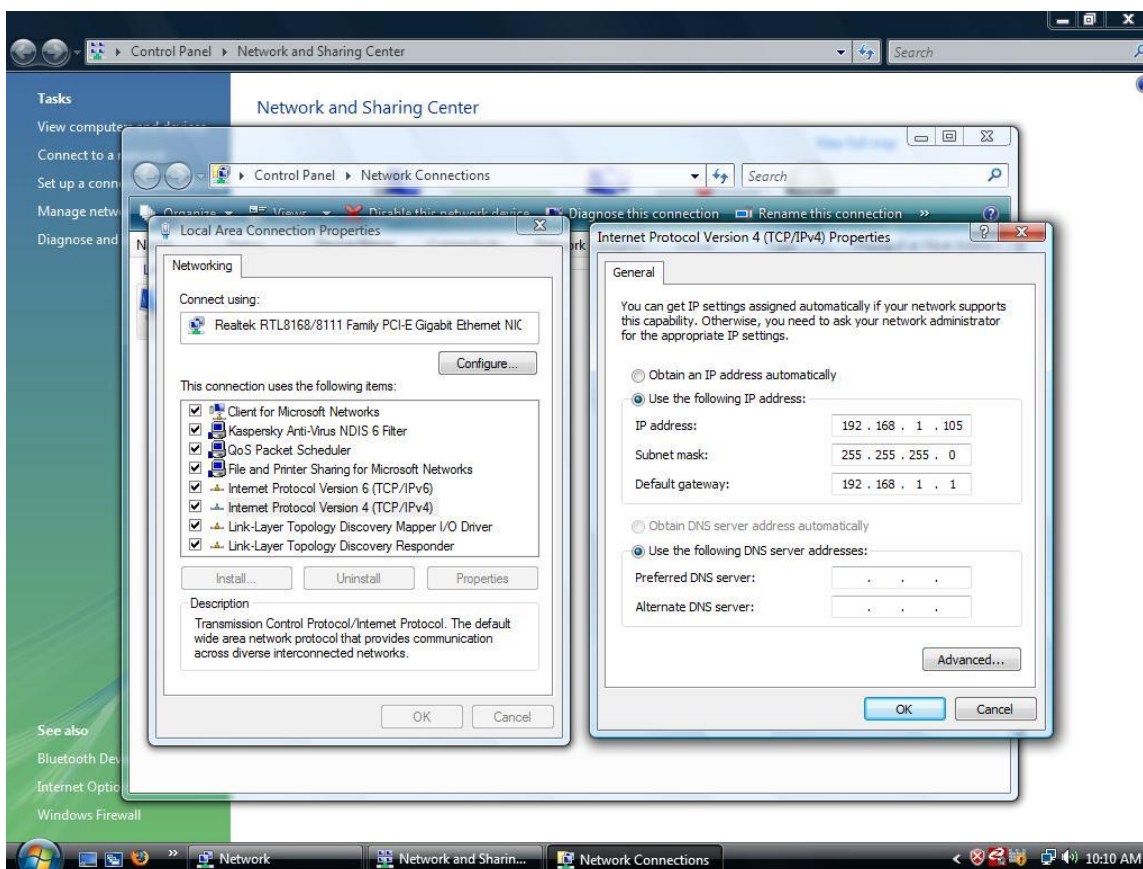 Control Panel Network and Sharing Center
Search
Tasks
View computers and devices
Connect to a
Set up a conn
Manage netw
Diagnose and
See also
Bluetooth Dev
Internet Optio
Windows Firewall
Network and Sharing Center
View full map
Control Panel Network Connections
Search
Organize Views Disable this network device Diagnose this connection Rename this connection »
Local Area Connection Properties
Networking
Connect using:
Realtek RTL8168/8111 Family PCI-E Gigabit Ethernet NIC
Configure...
This connection uses the following items:
Client for Microsoft Networks
Kaspersky Anti-Virus NDIS 6 Filter
QoS Packet Scheduler
File and Printer Sharing for Microsoft Networks
Internet Protocol Version 6 (TCP/IPv6)
Internet Protocol Version 4 (TCP/IPv4)
Link-Layer Topology Discovery Mapper I/O Driver
Link-Layer Topology Discovery Responder
Install... Uninstall Properties
Description
Transmission Control Protocol/Internet Protocol. The default
wide area network protocol that provides communication
across diverse interconnected networks.
OK Cancel
Internet Protocol Version 4 (TCP/IPv4) Properties
General
You can get IP settings assigned automatically if your network supports
this capability. Otherwise, you need to ask your network administrator
for the appropriate IP settings.
Obtain an IP address automatically
Use the following IP address:
IP address: 192 . 168 . 1 . 105
Subnet mask: 255 . 255 . 255 . 0
Default gateway: 192 . 168 . 1 . 1
Obtain DNS server address automatically
Use the following DNS server addresses:
Preferred DNS server: . . .
Alternate DNS server: . . .
Advanced...
OK Cancel
» Network Network and Sharin... Network Connections < 10:10 AM